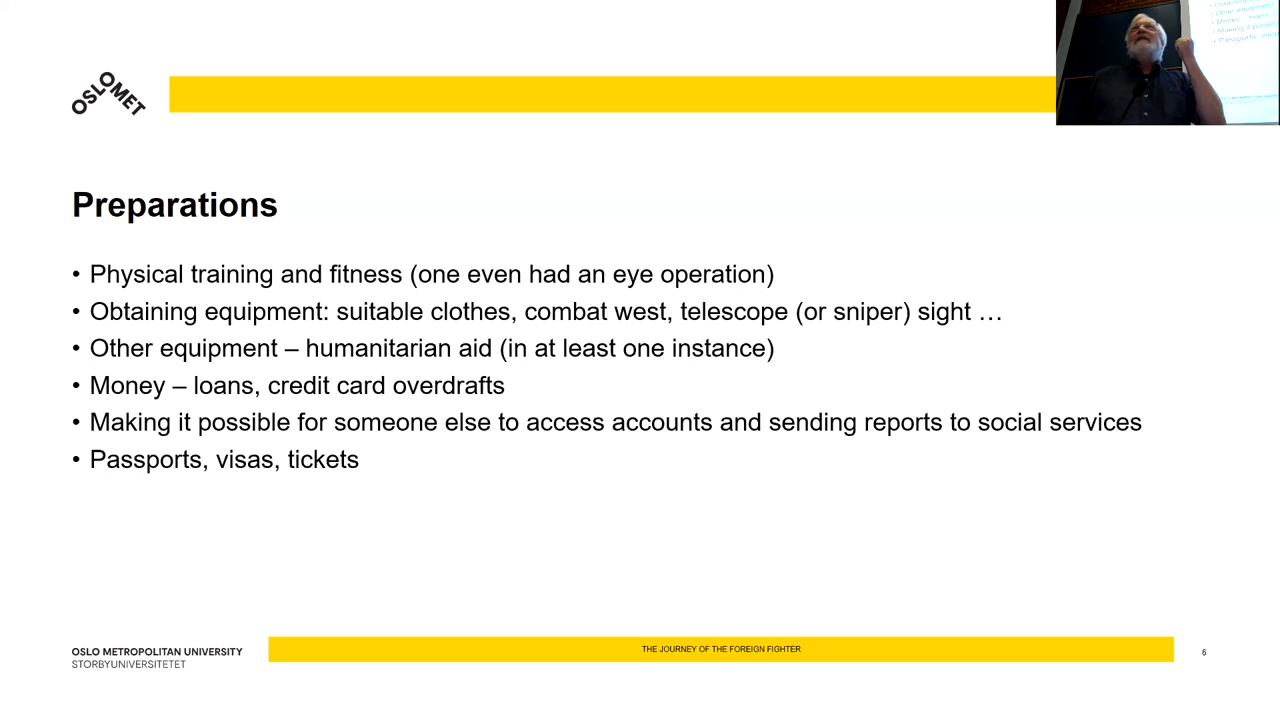 OSLOMET
Preparations
• Physical training and fitness (one even had an eye operation)
• Obtaining equipment: suitable clothes, combat west, telescope (or sniper) sight …
• Other equipment – humanitarian aid (in at least one instance)
• Money – loans, credit card overdrafts
• Making it possible for someone else to access accounts and sending reports to social services
• Passports, visas, tickets
OSLO METROPOLITAN UNIVERSITY
STORBYUNIVERSITETET
THE JOURNEY OF THE FOREIGN FIGHTER
6